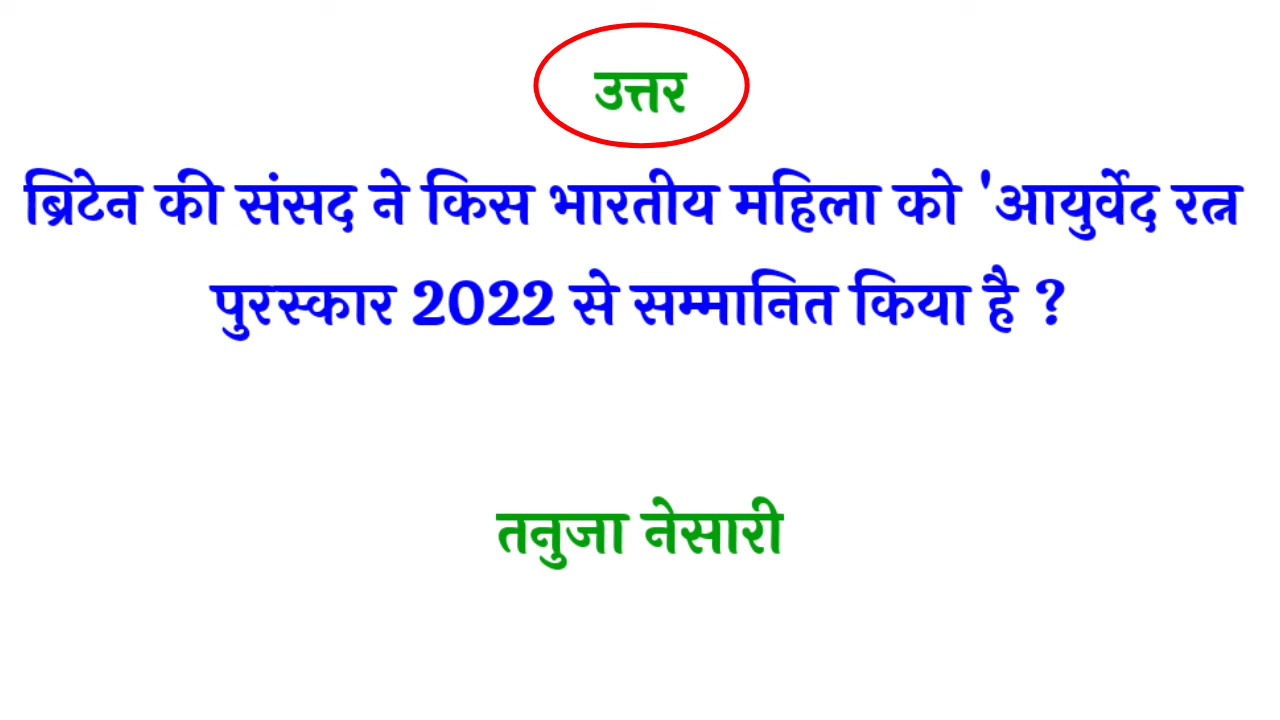 उत्तर
ब्रिटेन की संसद ने किस भारतीय महिला को 'आयुर्वेद रत्न
पुरस्कार 2022 से सम्मानित किया है ?
तनुजा नेसारी